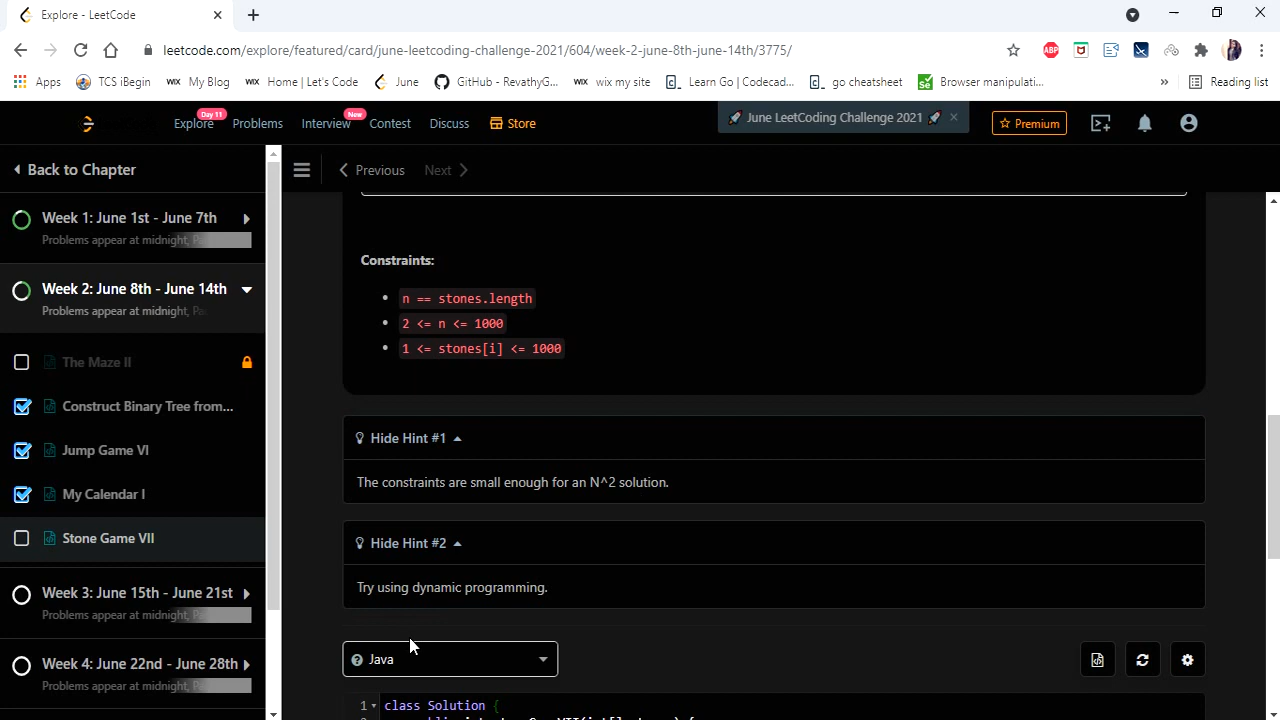 Explore - LeetCode
leetcode.com/explore/featured/card/june-leetcoding-challenge-2021/604/week-2-june-8th-june-14th/3775/
ABP
Apps TCS iBegin WIX My Blog WIX Home | Let's Code June GitHub - RevathyG... WIX wix my site Learn Go | Codecad... go cheatsheet Se Browser manipulati... » Reading list
Day 11 New
Explore Problems Interview Contest Discuss Store June LeetCoding Challenge 2021 Premium
Back to Chapter
Previous Next
Week 1: June 1st - June 7th
Problems appear at midnight,
Week 2: June 8th - June 14th
Problems appear at midnight,
The Maze II
Construct Binary Tree from...
Jump Game VI
My Calendar I
Stone Game VII
Week 3: June 15th - June 21st
Problems appear at midnight,
Week 4: June 22nd - June 28th
Problems appear at midnight,
Constraints:
n == stones.length
2 <= n <= 1000
1 <= stones[i] <= 1000
Hide Hint #1
The constraints are small enough for an N^2 solution.
Hide Hint #2
Try using dynamic programming.
Java
1 class Solution {